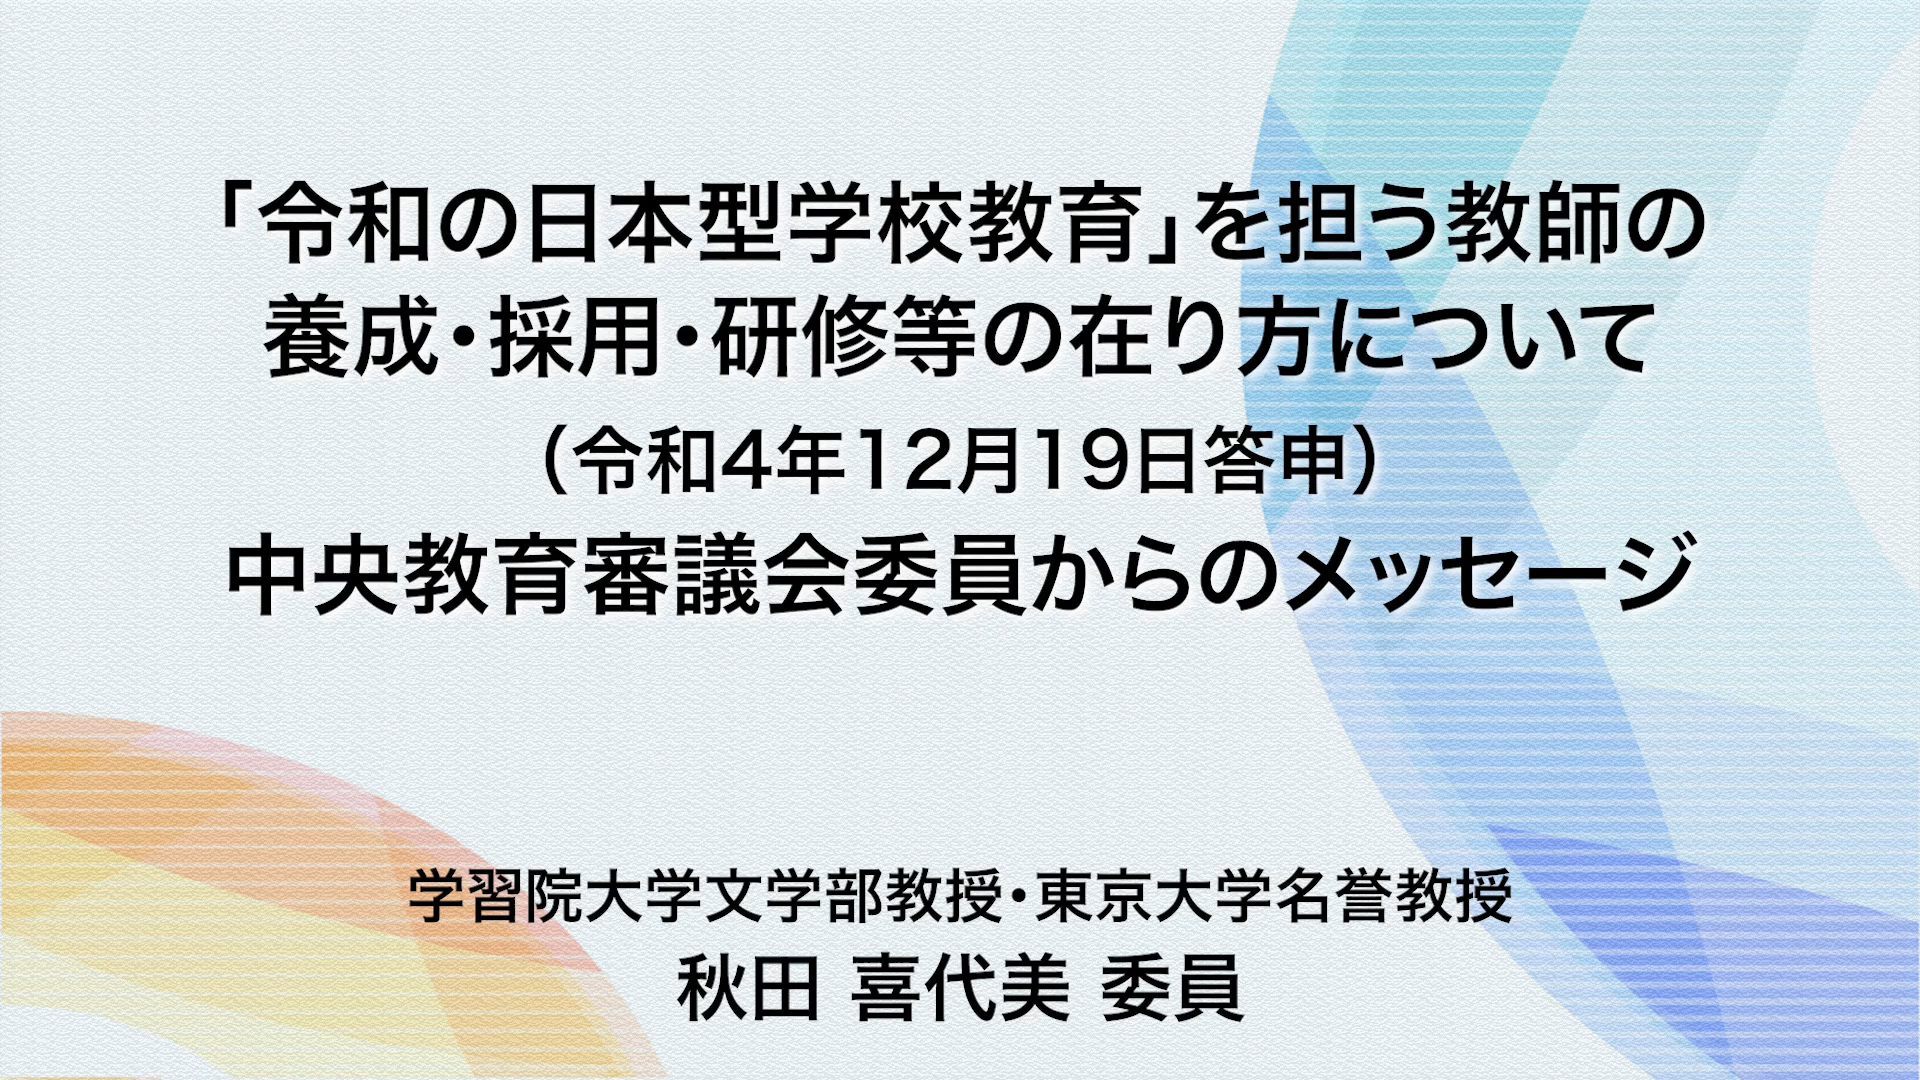 「令和の日本型学校教育」を担う教師の
養成・採用・研修等の在り方について
（令和4年12月19日答申）
中央教育審議会委員からのメッセージ
学習院大学文学部教授・東京大学名誉教授
秋田 喜代美 委員